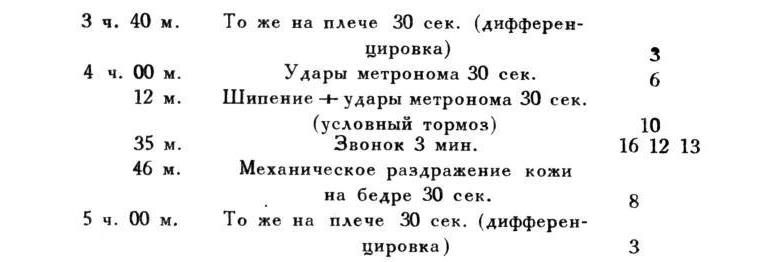 3 ч. 40 м. То же на плече 30 сек. (дифферен-
цировка) 3
4 ч. 00 м. Удары метронома 30 сек. 6
12 м. Шипение + удары метронома 30 сек.
(условный тормоз) 10
35 м. Звонок 3 мин. 16 12 13
46 м. Механическое раздражение кожи
на бедре 30 сек. 8
5 ч. 00 м. То же на плече 30 сек. (дифферен-
цировка) 3